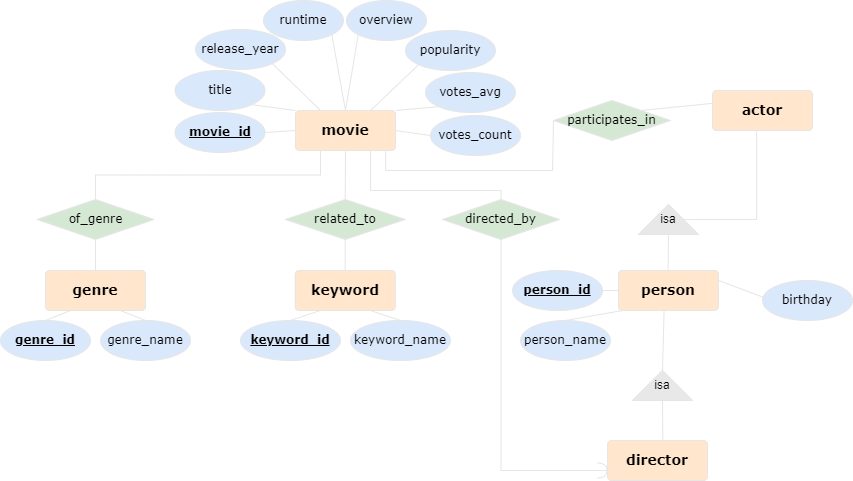 runtime
overview
release_year
popularity
title
votes_avg
movie_id
movie
votes_count
participates_in
actor
of_genre
related_to
directed_by
isa
genre
keyword
person_id
person
birthday
genre_id
genre_name
keyword_id
keyword_name
person_name
isa
director